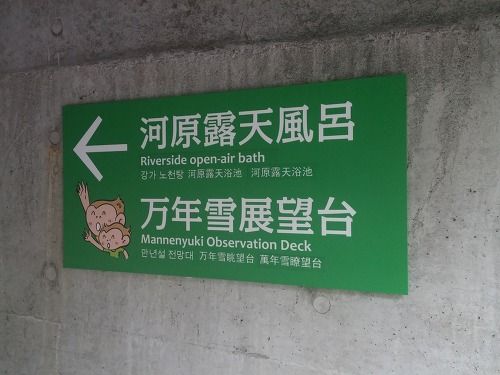 河原露天風呂
Riverside open-air bath
강가 노천탕 河原露天浴池 河原露天浴池
万年雪展望台
Mannenyuki Observation Deck
만년설 전망대 万年雪眺望台 萬年雪瞭望台